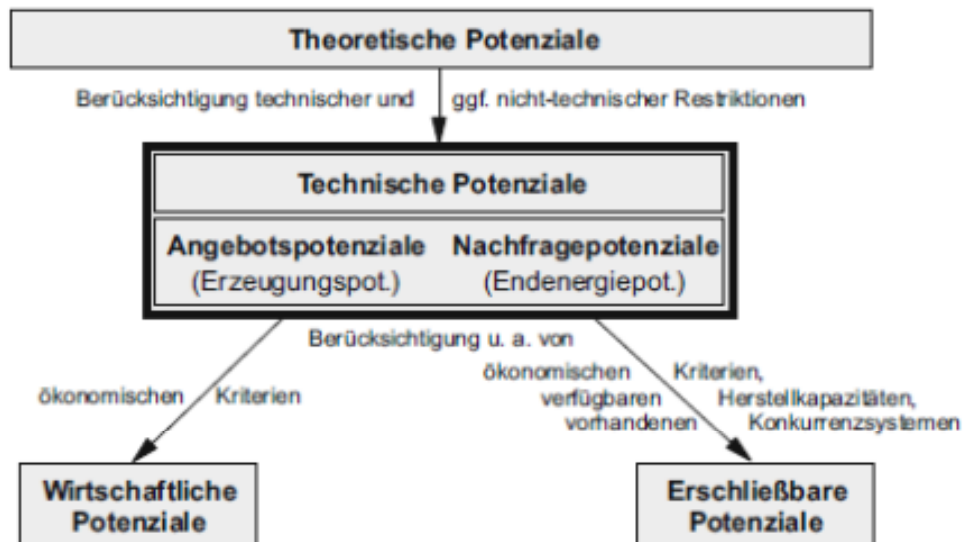 Theoretische Potenziale
Berücksichtigung technischer und ggf. nicht-technischer Restriktionen
Technische Potenziale
Angebotspotenziale Nachfragepotenziale
(Erzeugungspot.) (Endenergiepot.)
Berücksichtigung u. a. von
ökonomischen Kriterien
ökonomischen Kriterien,
verfügbaren Herstellkapazitäten,
vorhandenen Konkurrenzsystemen
Wirtschaftliche
Potenziale
Erschließbare
Potenziale